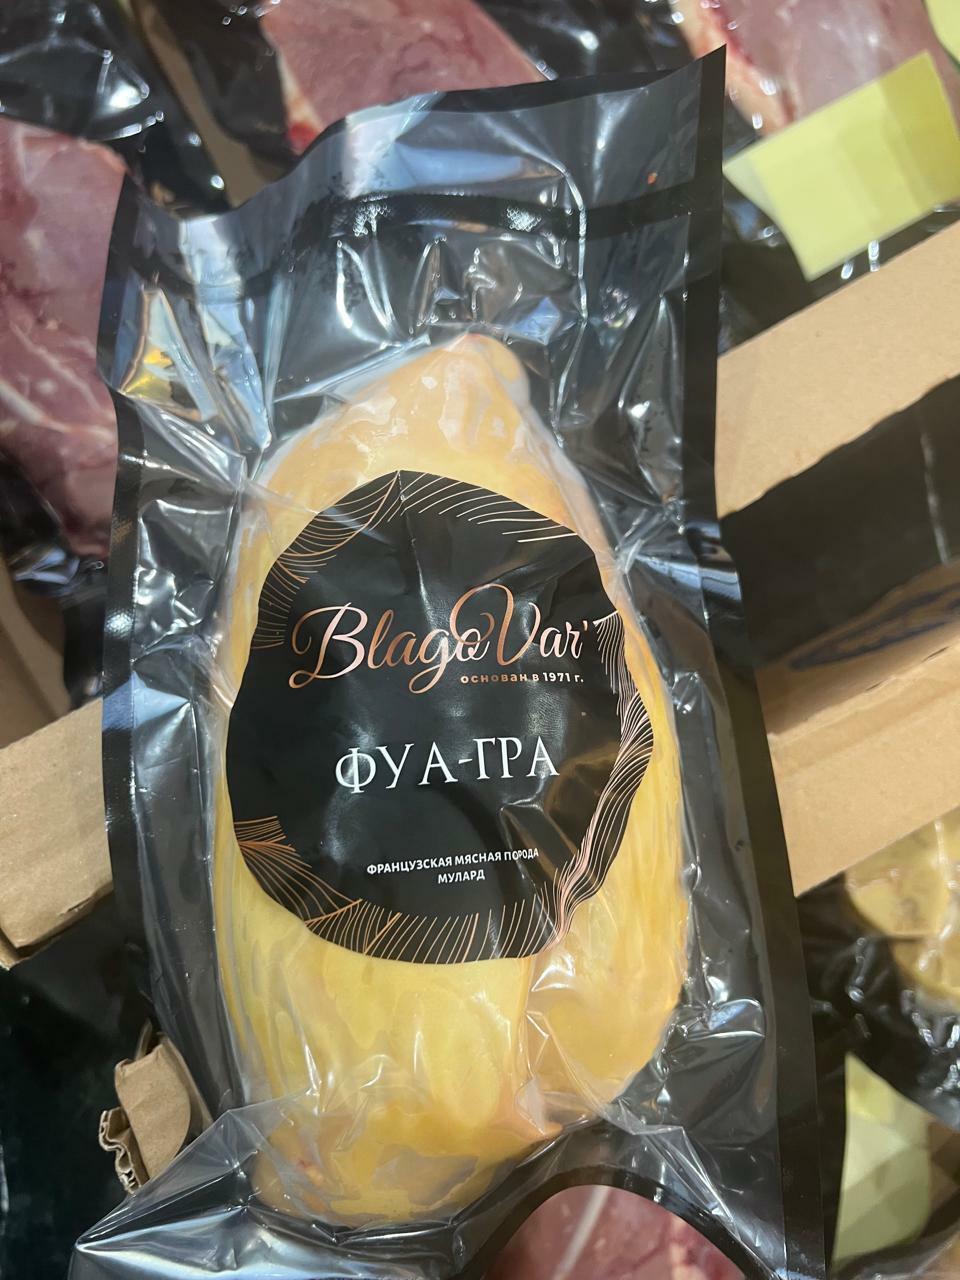 BlagoVar'
основан в 1971 г.
ФУА-ГРА
ФРАНЦУЗСКАЯ МЯСНАЯ ПОРОДА
МУЛАРД